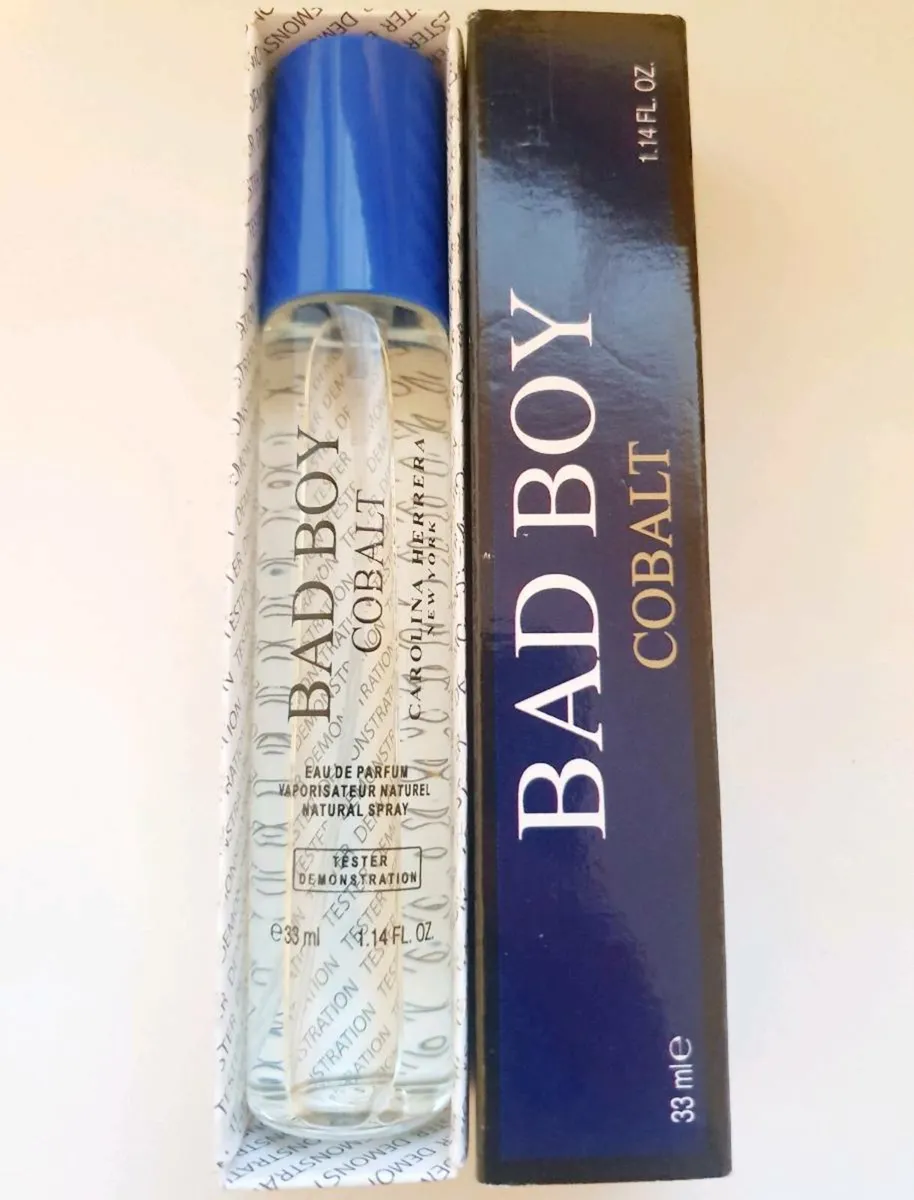 BAD BOY
COBALT
CAROLINA HERRERA
NEW YORK
EAU DE PARFUM
VAPORISATEUR NATUREL
NATURAL SPRAY
TESTER
DEMONSTRATION
e33 ml 1.14 FL. OZ.
BAD BOY
COBALT
33 ml e 1.14 FL. OZ.